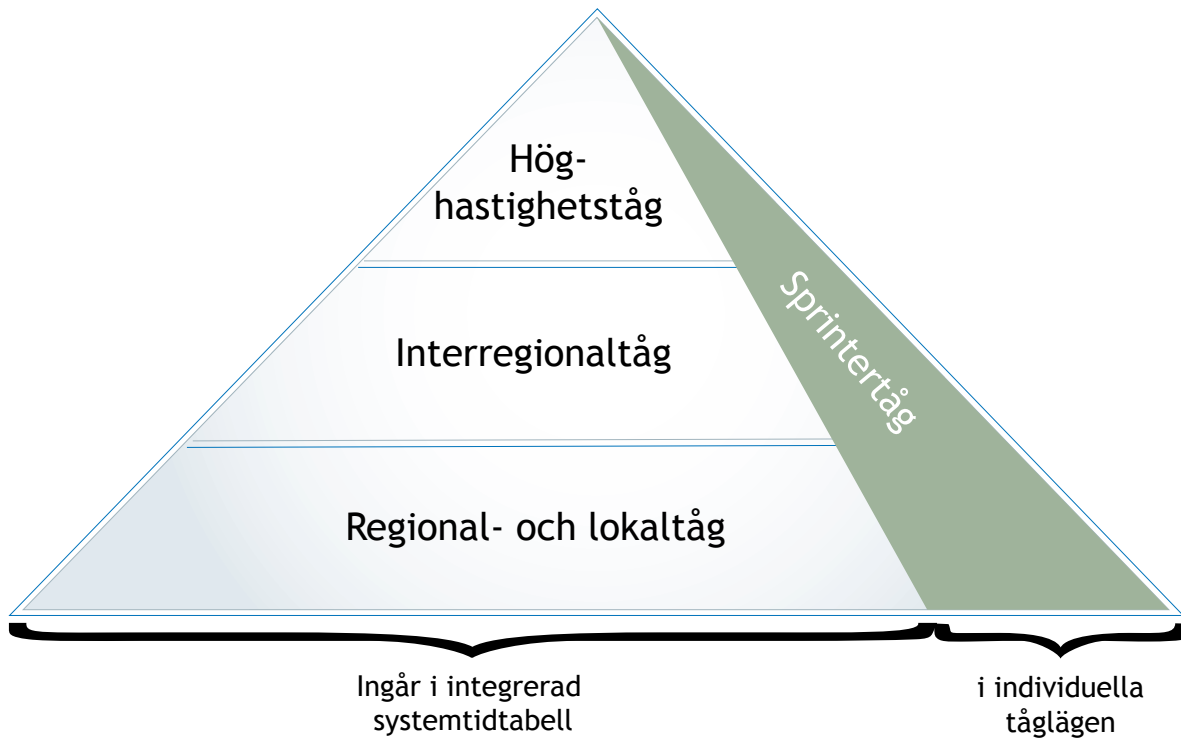 Hög-
hastighetståg
Interregionaltåg
Sprintertåg
Regional- och lokaltåg
Ingår i integrerad
systemtidtabell
i individuella
tåglägen